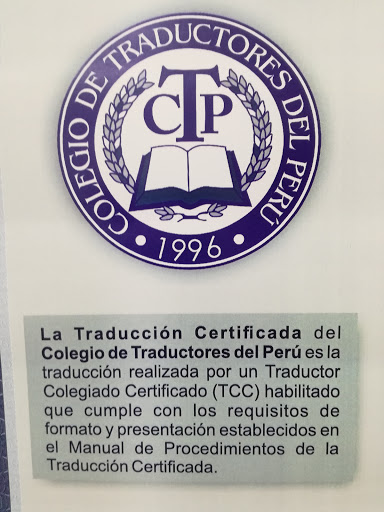 COLEGIO DE TRADUCTORES DEL PERÚ
CTP
• 1996 •
La Traducción Certificada del
Colegio de Traductores del Perú es la
traducción realizada por un Traductor
Colegiado Certificado (TCC) habilitado
que cumple con los requisitos de
formato y presentación establecidos en
el Manual de Procedimientos de la
Traducción Certificada.